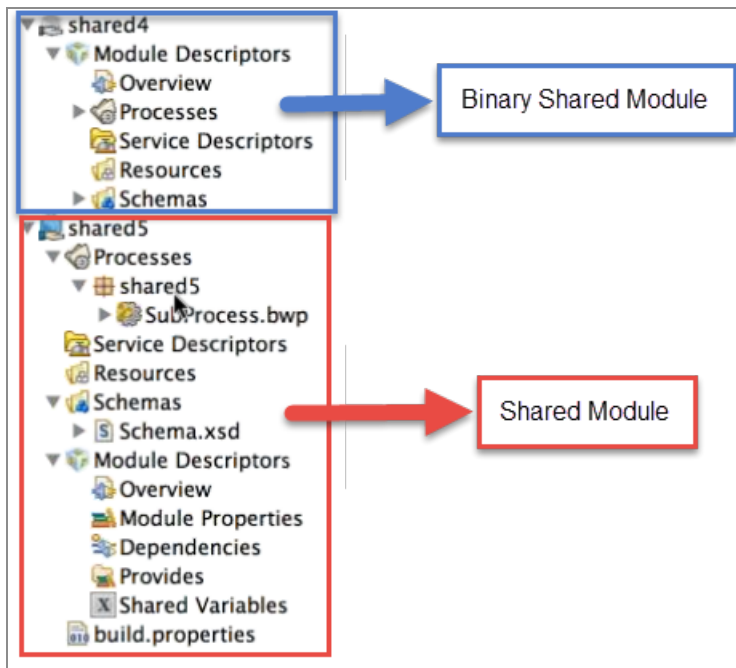 shared4
Module Descriptors
Overview
Processes
Service Descriptors
Resources
Schemas
Binary Shared Module
shared5
Processes
shared5
SubProcess.bwp
Service Descriptors
Resources
Schemas
S Schema.xsd
Module Descriptors
Overview
Module Properties
Dependencies
Provides
X Shared Variables
010 build.properties
Shared Module